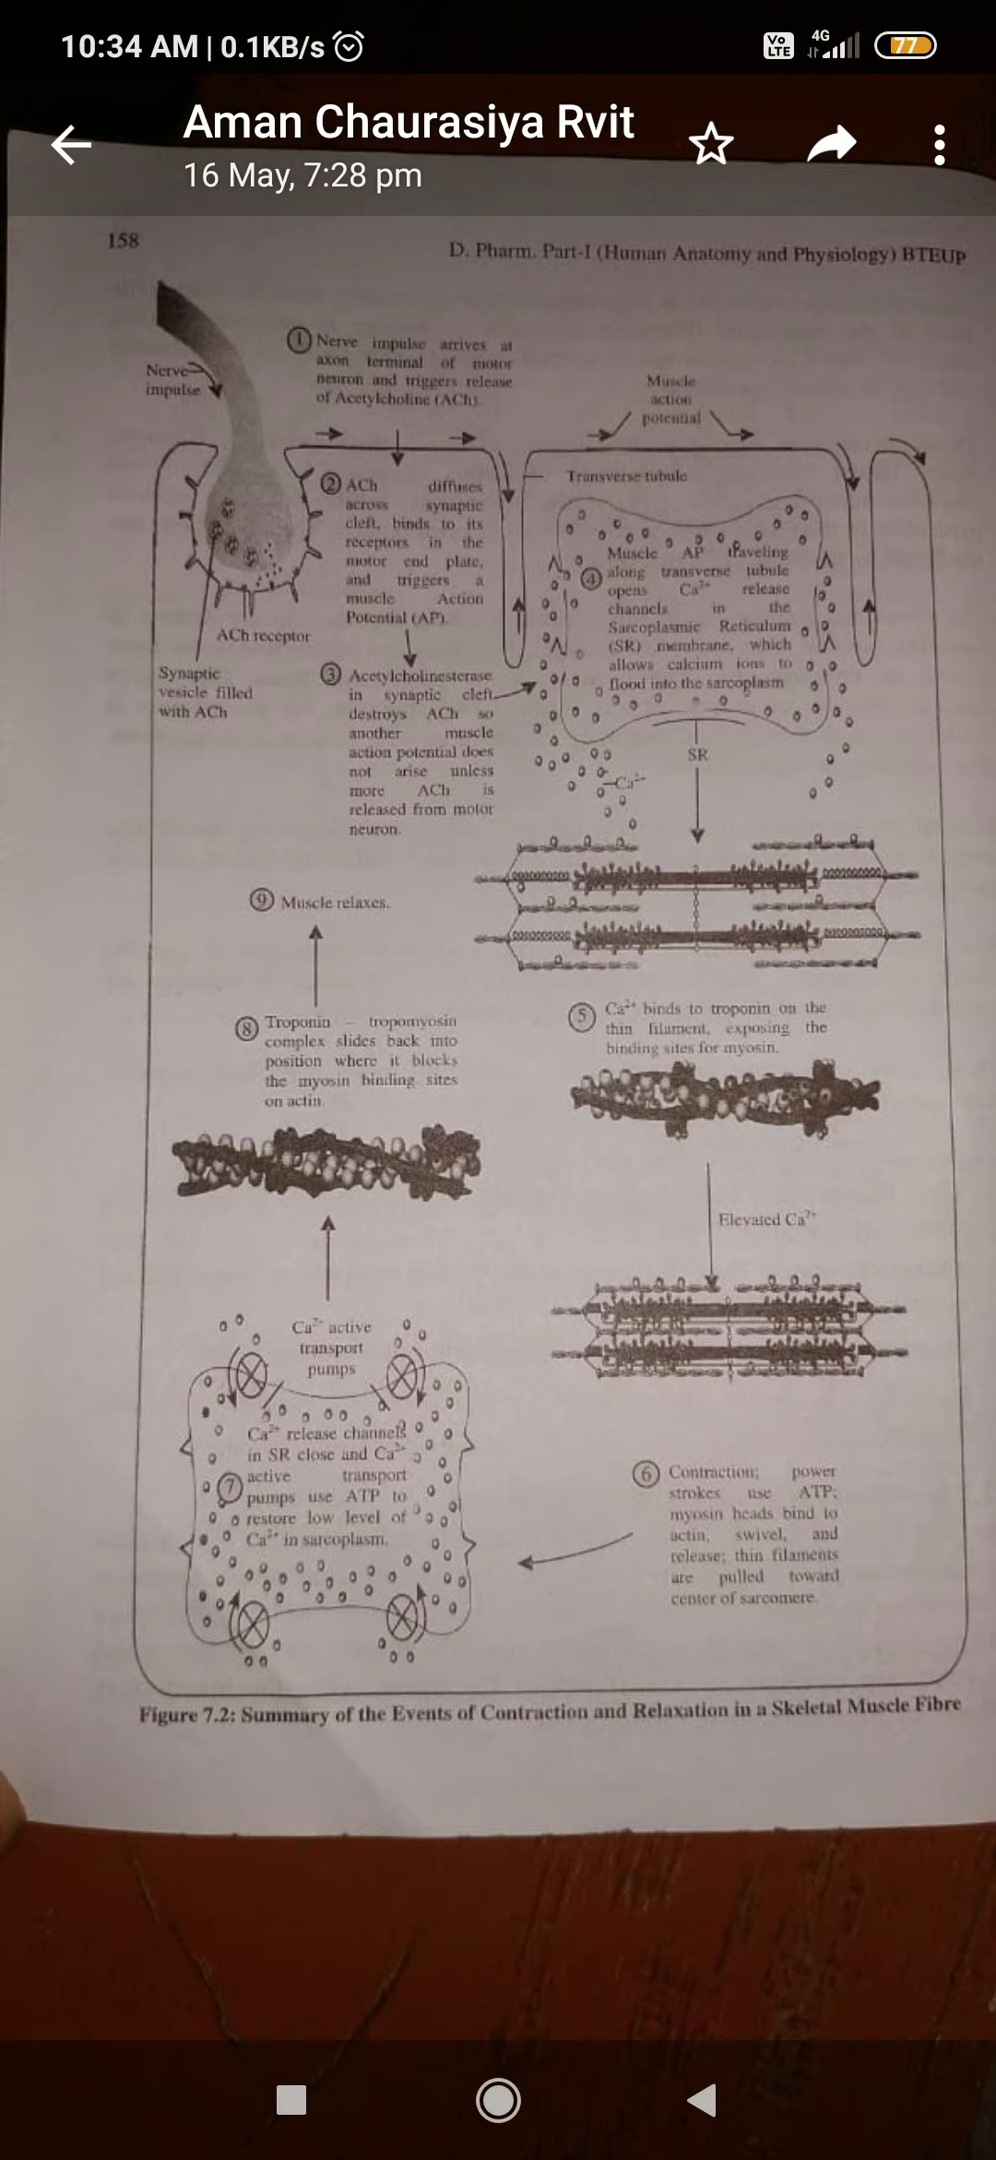 10:34 AM | 0.1KB/s
Vo
LTE
4G
77
Aman Chaurasiya Rvit
16 May, 7:28 pm
158
D. Pharm. Part-I (Human Anatomy and Physiology) BTEUP
Nerve
impulse
① Nerve impulse arrives at
axon terminal of motor
neuron and triggers release
of Acetylcholine (ACh).
Muscle
action
potential
② ACh diffuses
across synaptic
cleft, binds to its
receptors in the
motor end plate,
and triggers a
muscle Action
Potential (AP).
ACh receptor
Synaptic
vesicle filled
with ACh
③ Acetylcholinesterase
in synaptic cleft
destroys ACh so
another muscle
action potential does
not arise unless
more ACh is
released from motor
neuron.
Transverse tubule
Muscle AP traveling
④ along transverse tubule
opens Ca²⁺ release
channels in the
Sarcoplasmic Reticulum
(SR) membrane, which
allows calcium ions to
flood into the sarcoplasm
SR
Ca²⁺
⑤ Ca²⁺ binds to troponin on the
thin filament, exposing the
binding sites for myosin.
Elevated Ca²⁺
⑥ Contraction; power
strokes use ATP;
myosin heads bind to
actin, swivel, and
release; thin filaments
are pulled toward
center of sarcomere.
Ca²⁺ active
transport
pumps
Ca²⁺ release channels
in SR close and Ca²⁺
⑦ active transport
pumps use ATP to
restore low level of
Ca²⁺ in sarcoplasm.
⑧ Troponin – tropomyosin
complex slides back into
position where it blocks
the myosin binding sites
on actin.
⑨ Muscle relaxes.
Figure 7.2: Summary of the Events of Contraction and Relaxation in a Skeletal Muscle Fibre